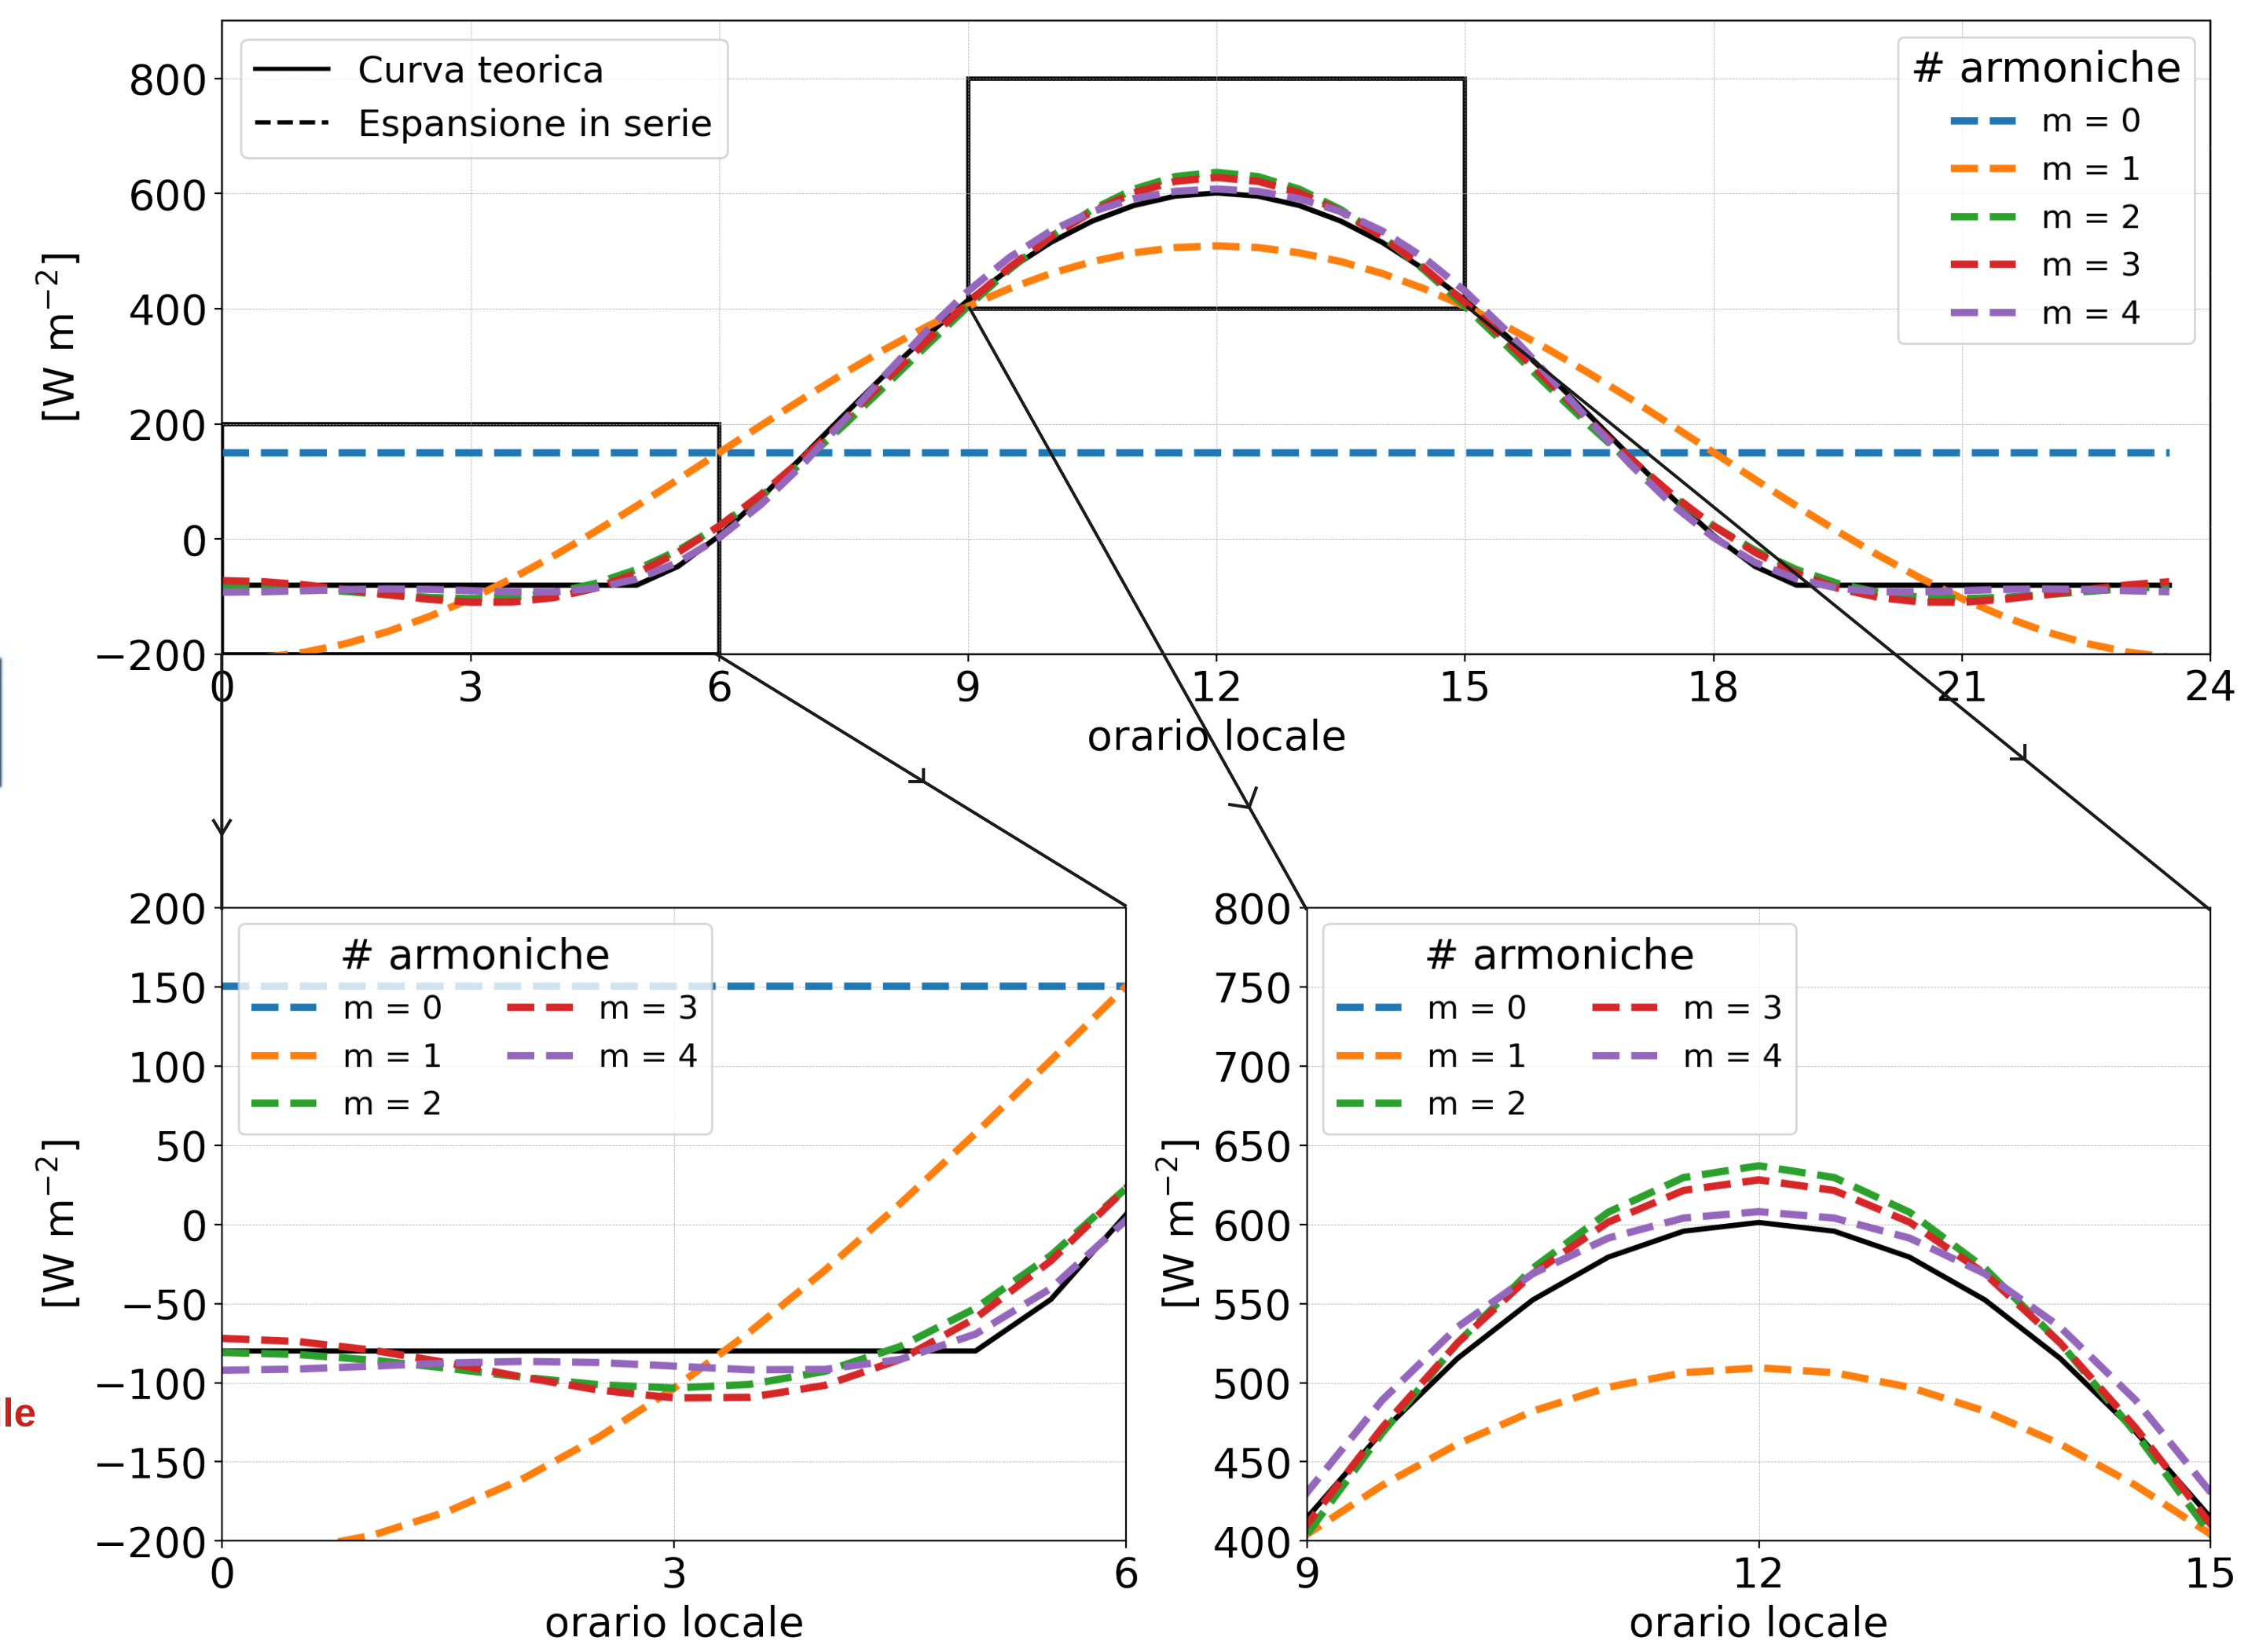 Curva teorica
Espansione in serie
# armoniche
m = 0
m = 1
m = 2
m = 3
m = 4
[W m⁻²]
800
600
400
200
0
−200
0 3 6 9 12 15 18 21 24
orario locale
le
# armoniche
m = 0 m = 3
m = 1 m = 4
m = 2
[W m⁻²]
200
150
100
50
0
−50
−100
−150
−200
0 3 6
orario locale
# armoniche
m = 0 m = 3
m = 1 m = 4
m = 2
[W m⁻²]
800
750
700
650
600
550
500
450
400
9 12 15
orario locale